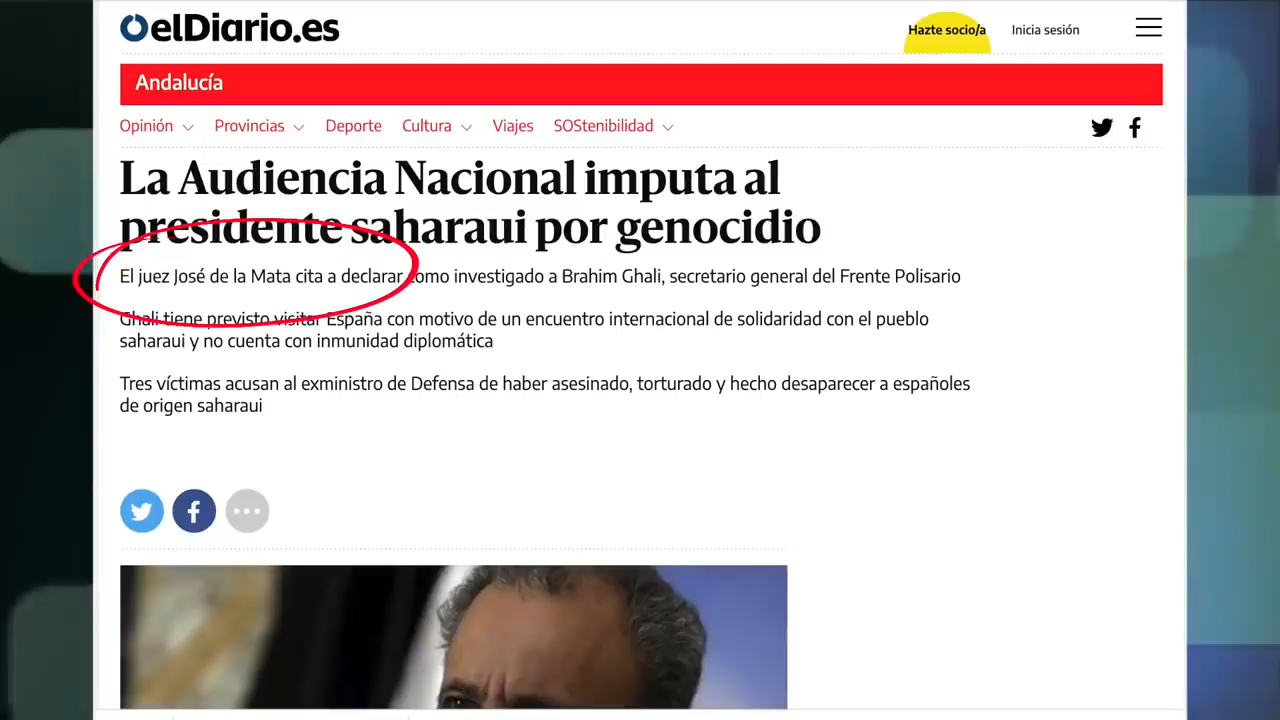 elDiario.es
Hazte socio/a
Inicia sesión
Andalucía
Opinión
Provincias
Deporte
Cultura
Viajes
SOStenibilidad
La Audiencia Nacional imputa al
presidente saharaui por genocidio
El juez José de la Mata cita a declarar como investigado a Brahim Ghali, secretario general del Frente Polisario
Ghali tiene previsto visitar España con motivo de un encuentro internacional de solidaridad con el pueblo
saharaui y no cuenta con inmunidad diplomática
Tres víctimas acusan al exministro de Defensa de haber asesinado, torturado y hecho desaparecer a españoles
de origen saharaui